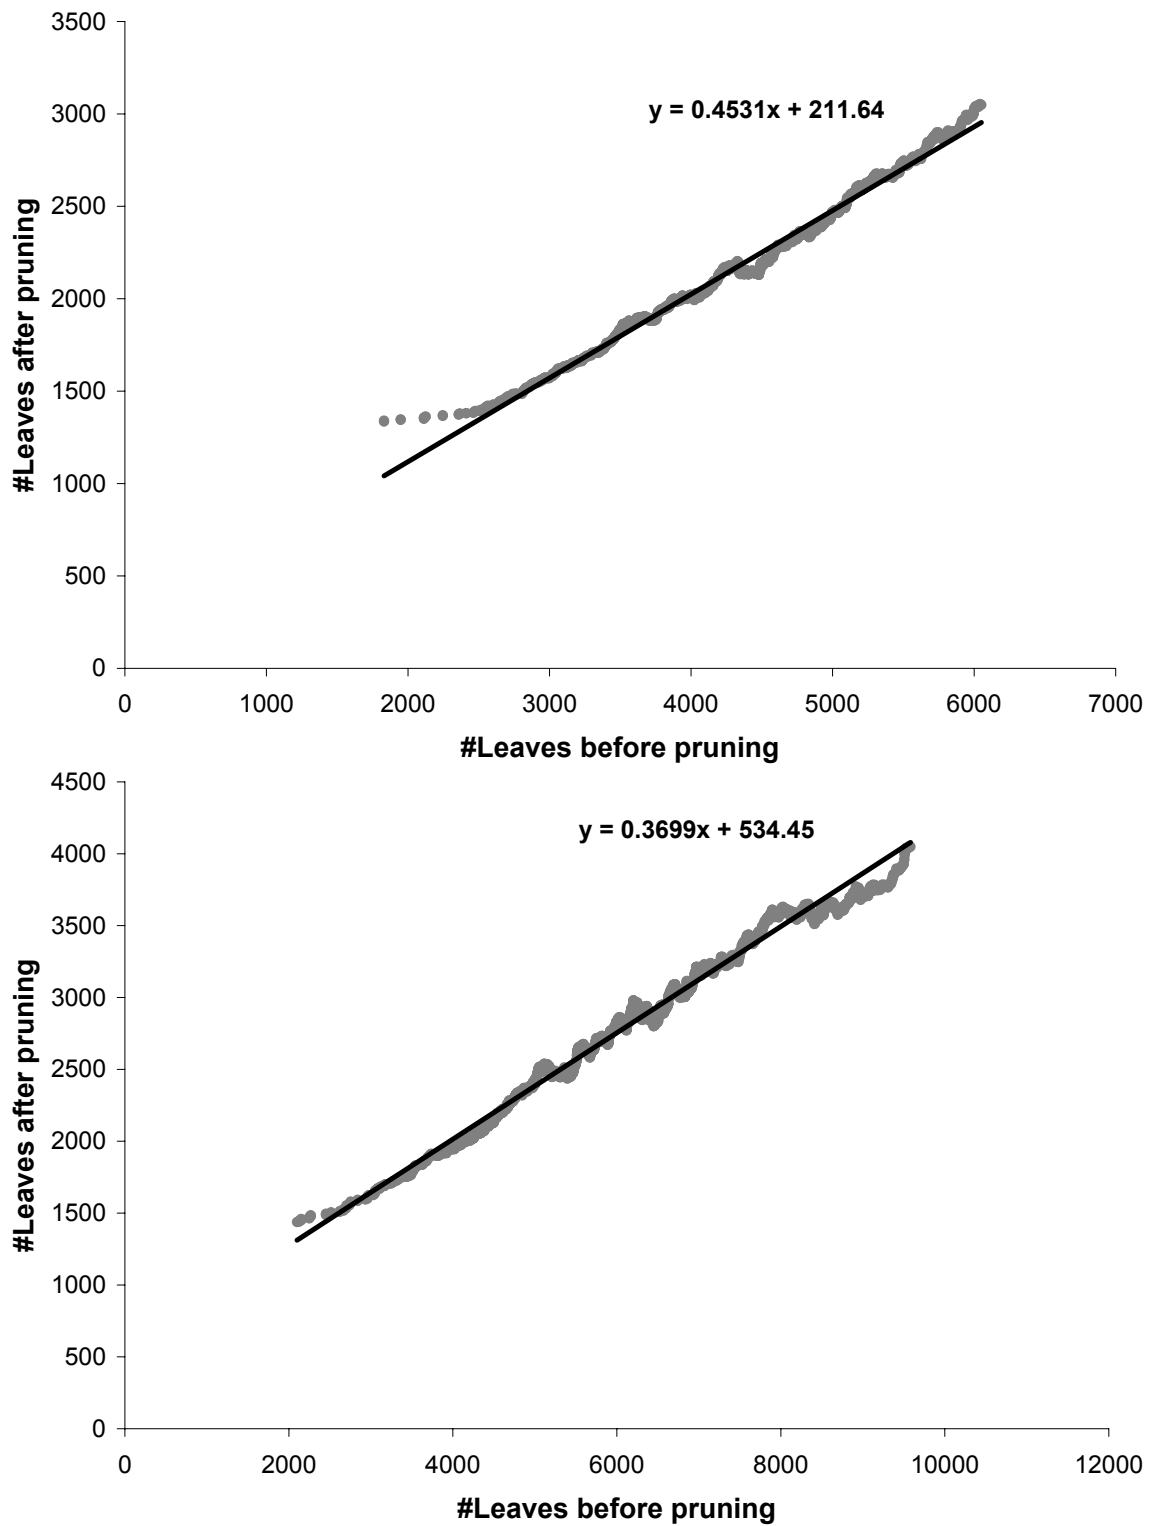 3500
y = 0.4531x + 211.64
3000
2500
2000
1500
1000
500
0
#Leaves after pruning
0 1000 2000 3000 4000 5000 6000 7000
#Leaves before pruning
4500
y = 0.3699x + 534.45
4000
3500
3000
2500
2000
1500
1000
500
0
#Leaves after pruning
0 2000 4000 6000 8000 10000 12000
#Leaves before pruning